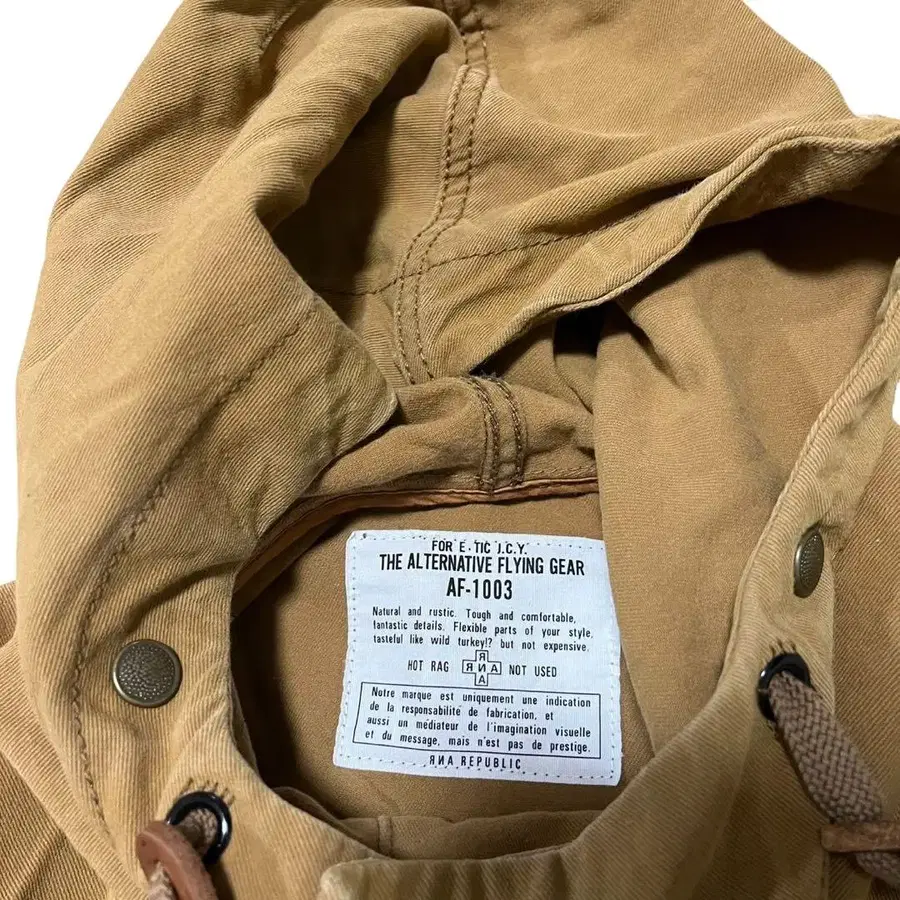 FOR E·TIC J.C.Y.
THE ALTERNATIVE FLYING GEAR
AF-1003
Natural and rustic. Tough and comfortable,
fantastic details. Flexible parts of your style,
tasteful like wild turkey!? but not expensive.
HOT RAG ЯNA ЯИA NOT USED
Notre marque est uniquement une indication
de la responsabilité de fabrication, et
aussi un médiateur de l'imagination visuelle
et du message, mais n'est pas de prestige.
ЯNA REPUBLIC